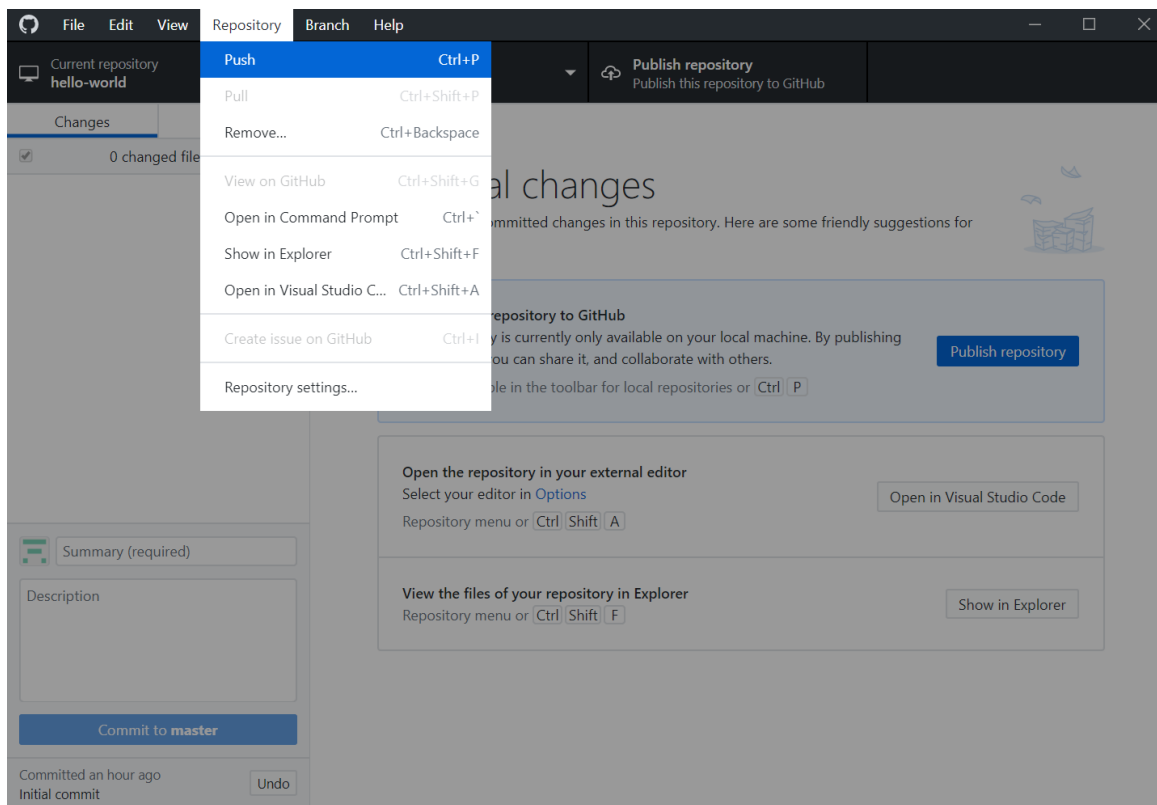 File Edit View Repository Branch Help
Current repository
hello-world
Publish repository
Publish this repository to GitHub
Push Ctrl+P
Pull Ctrl+Shift+P
Remove... Ctrl+Backspace
View on GitHub Ctrl+Shift+G
Open in Command Prompt Ctrl+`
Show in Explorer Ctrl+Shift+F
Open in Visual Studio C... Ctrl+Shift+A
Create issue on GitHub Ctrl+I
Repository settings...
Changes
0 changed file
al changes
committed changes in this repository. Here are some friendly suggestions for
repository to GitHub
y is currently only available on your local machine. By publishing
you can share it, and collaborate with others.
ble in the toolbar for local repositories or Ctrl P
Publish repository
Open the repository in your external editor
Select your editor in Options
Repository menu or Ctrl Shift A
Open in Visual Studio Code
View the files of your repository in Explorer
Repository menu or Ctrl Shift F
Show in Explorer
Summary (required)
Description
Commit to master
Committed an hour ago
Initial commit
Undo